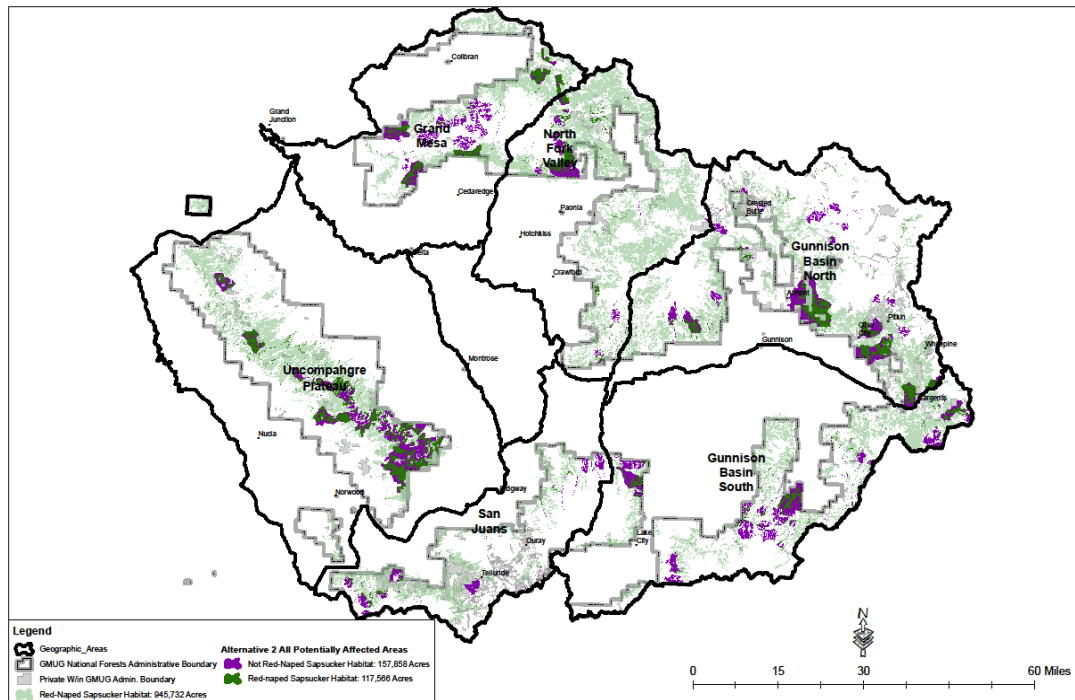 Collbran
Grand
Junction
Grand
Mesa
North
Fork
Valley
Cedaredge
Paonia
Hotchkiss
Crawford
Crested
Butte
Gunnison
Basin
North
Almont
Pitkin
Gunnison
Whitepine
Montrose
Uncompahgre
Plateau
Nucla
Norwood
Ridgway
San
Juans
Ouray
Telluride
Gunnison
Basin
South
Lake
City
N
0 15 30 60 Miles
Legend
Geographic_Areas
GMUG National Forests Administrative Boundary
Private W/in GMUG Admin. Boundary
Red-Naped Sapsucker Habitat: 945,732 Acres
Alternative 2 All Potentially Affected Areas
Not Red-Naped Sapsucker Habitat: 157,858 Acres
Red-naped Sapsucker Habitat: 117,566 Acres